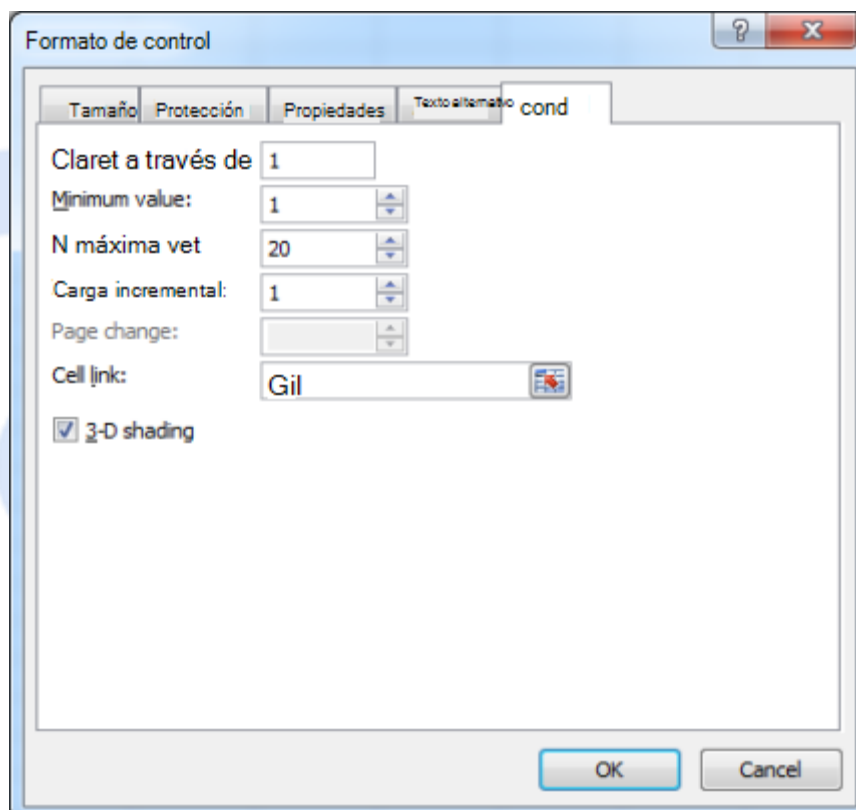 Formato de control
Tamaño Protección Propiedades Texto alternativo cond
Claret a través de 1
Minimum value: 1
N máxima vet 20
Carga incremental: 1
Page change:
Cell link: Gil
3-D shading
OK Cancel